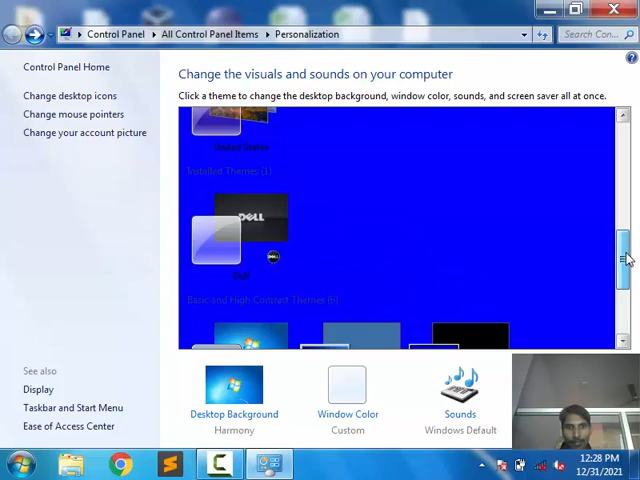 Control Panel ▸ All Control Panel Items ▸ Personalization
Search Con...
Control Panel Home
Change desktop icons
Change mouse pointers
Change your account picture
Change the visuals and sounds on your computer
Click a theme to change the desktop background, window color, sounds, and screen saver all at once.
United States
Installed Themes (1)
DELL
Dell
Basic and High Contrast Themes (6)
See also
Display
Taskbar and Start Menu
Ease of Access Center
Desktop Background
Harmony
Window Color
Custom
Sounds
Windows Default
12:28 PM
12/31/2021